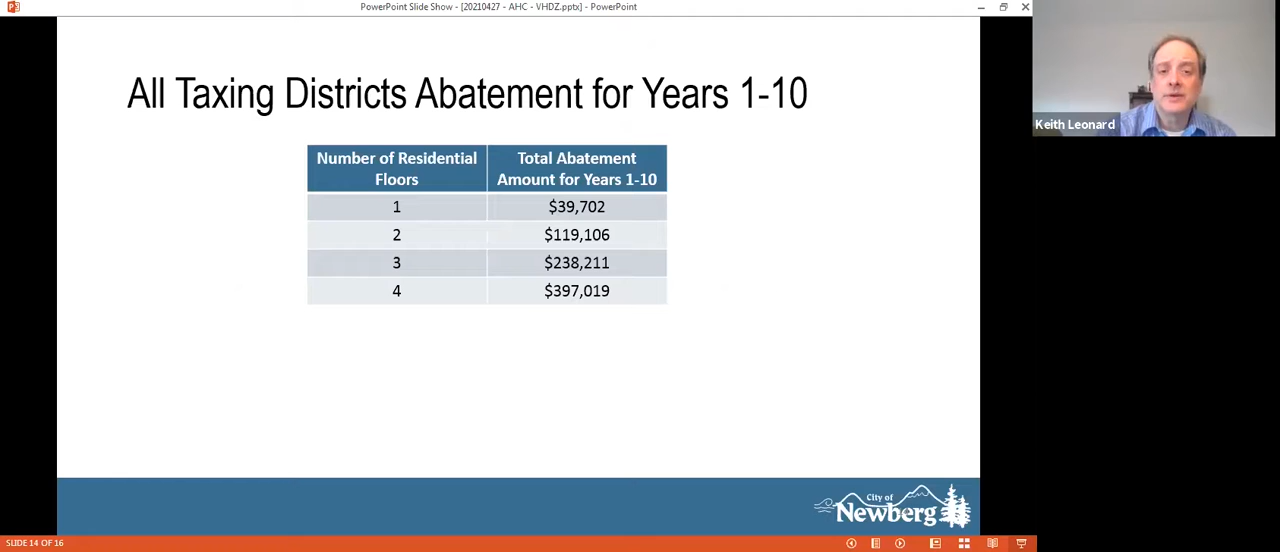 PowerPoint Slide Show - [20210427 - AHC - VHDZ.pptx] - PowerPoint
Keith Leonard
All Taxing Districts Abatement for Years 1-10
Number of Residential Floors
Total Abatement Amount for Years 1-10
1 $39,702
2 $119,106
3 $238,211
4 $397,019
City of
Newberg
SLIDE 14 OF 16